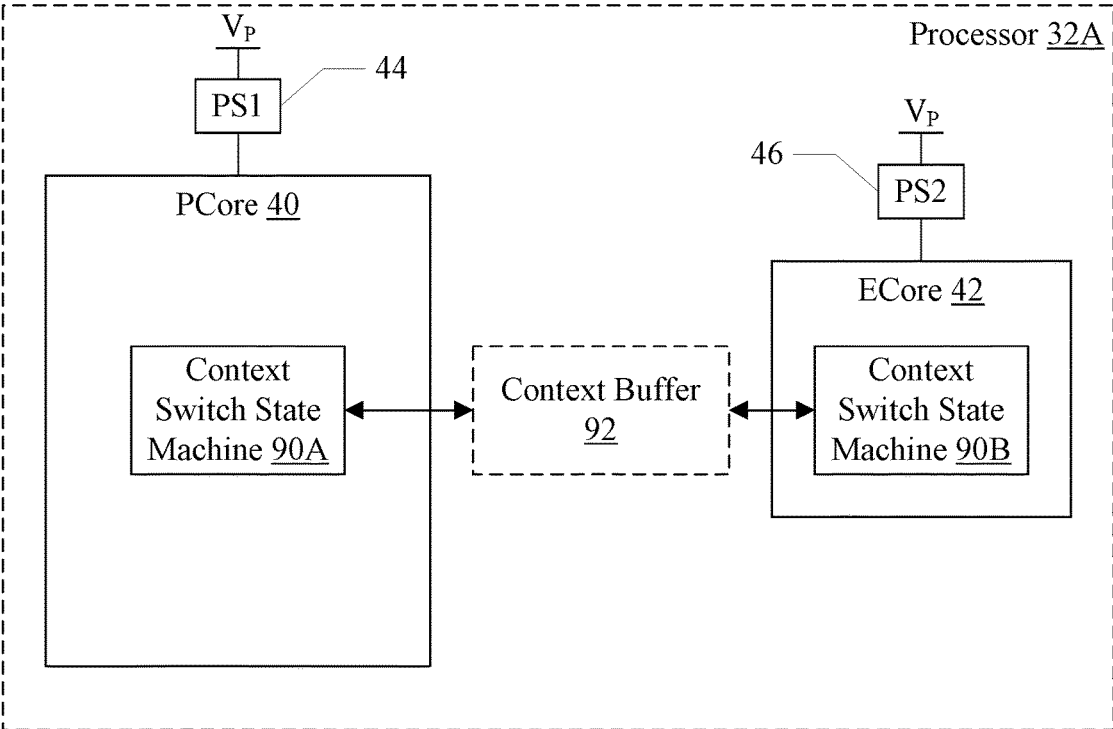 Processor 32A
V_P
PS1
44
PCore 40
V_P
46
PS2
ECore 42
Context
Switch State
Machine 90A
Context Buffer
92
Context
Switch State
Machine 90B